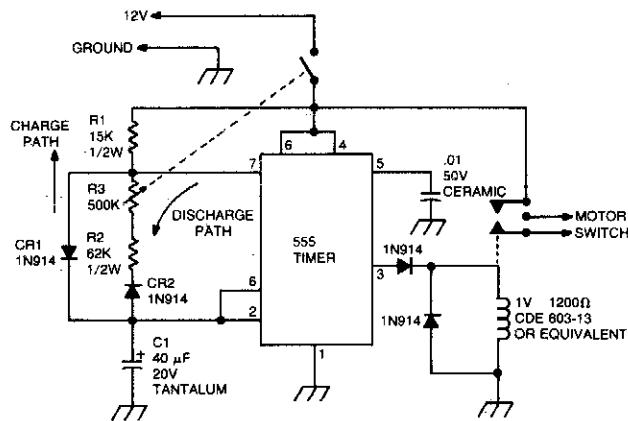 12V
GROUND
CHARGE
PATH
R1
15K
1/2W
R3
500K
DISCHARGE
PATH
R2
62K
1/2W
CR1
1N914
CR2
1N914
C1
40 µF
20V
TANTALUM
+
6
4
7
5
555
TIMER
6
2
3
1
.01
50V
CERAMIC
1N914
1N914
MOTOR
SWITCH
1V 1200Ω
CDE 603-13
OR EQUIVALENT